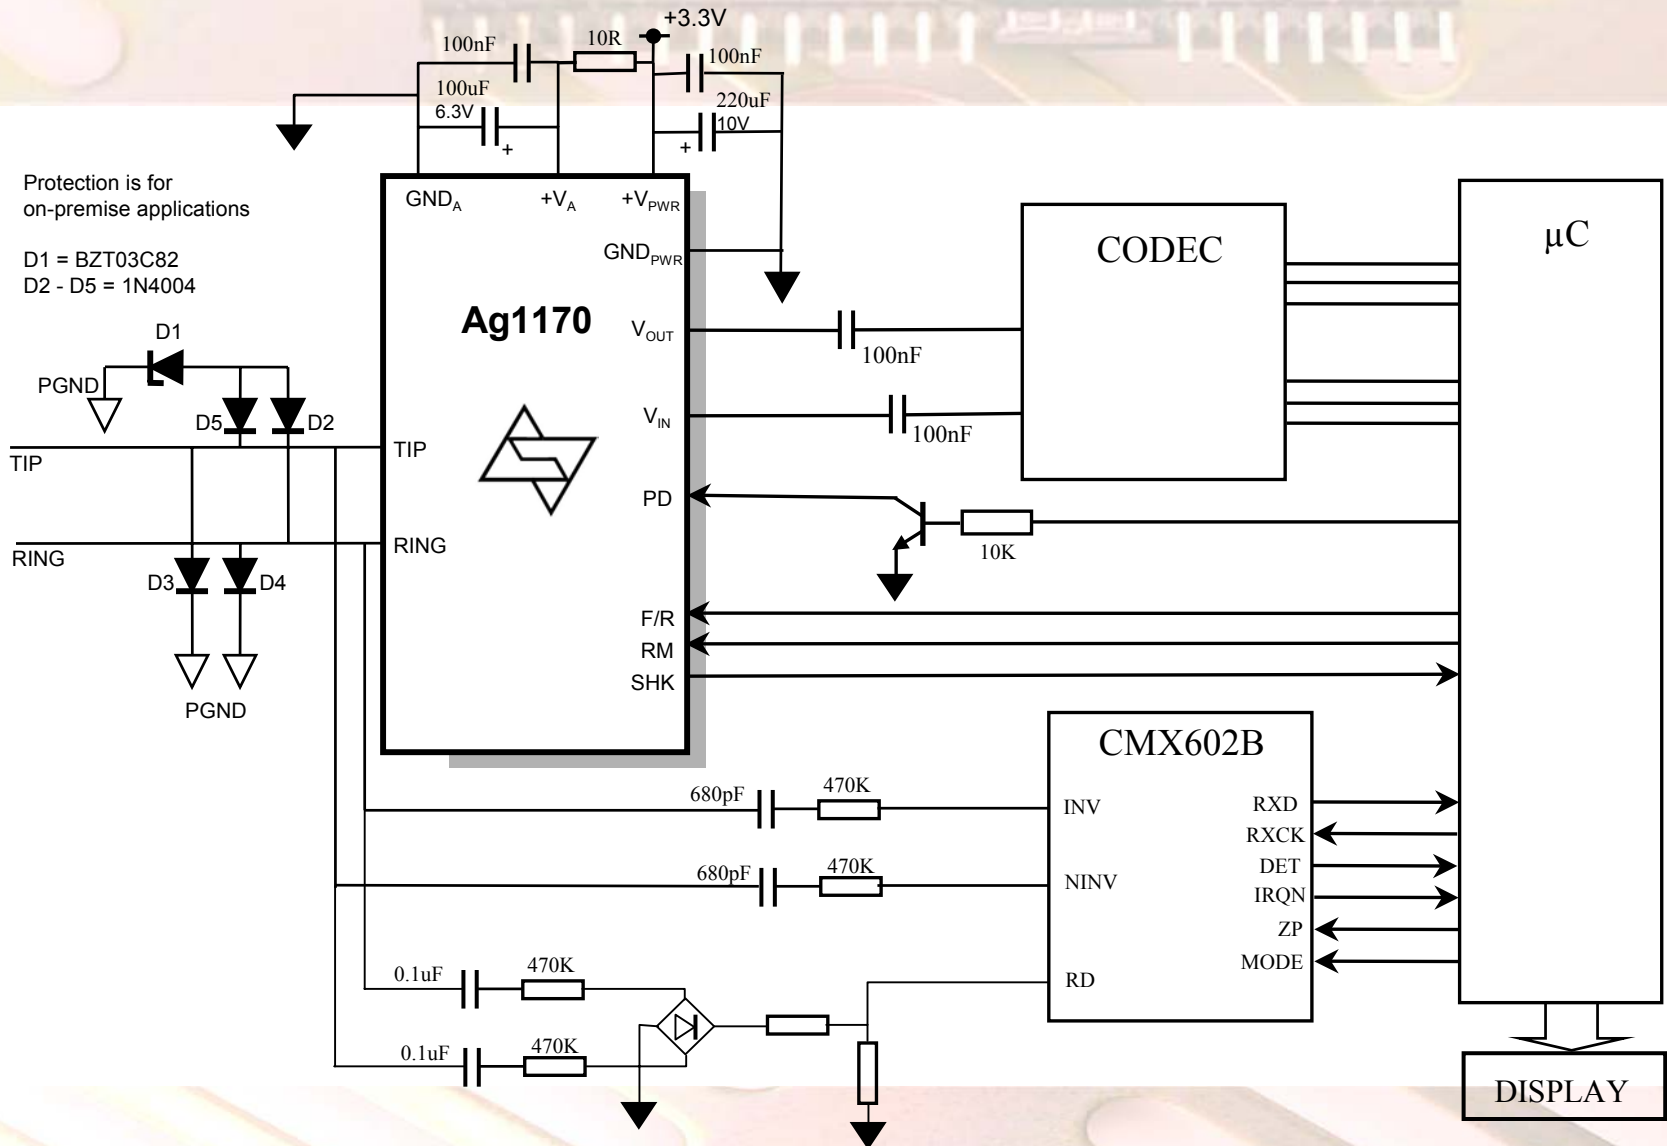 +3.3V
100nF
10R
100nF
100uF
6.3V
+
220uF
10V
+
Protection is for
on-premise applications
D1 = BZT03C82
D2 - D5 = 1N4004
GNDA
+VA
+VPWR
GNDPWR
Ag1170
VOUT
VIN
TIP
PD
RING
F/R
RM
SHK
D1
PGND
D5
D2
TIP
RING
D3
D4
PGND
100nF
100nF
10K
CODEC
µC
CMX602B
680pF
470K
INV
RXD
RXCK
DET
680pF
470K
NINV
IRQN
ZP
MODE
0.1uF
470K
RD
0.1uF
470K
DISPLAY